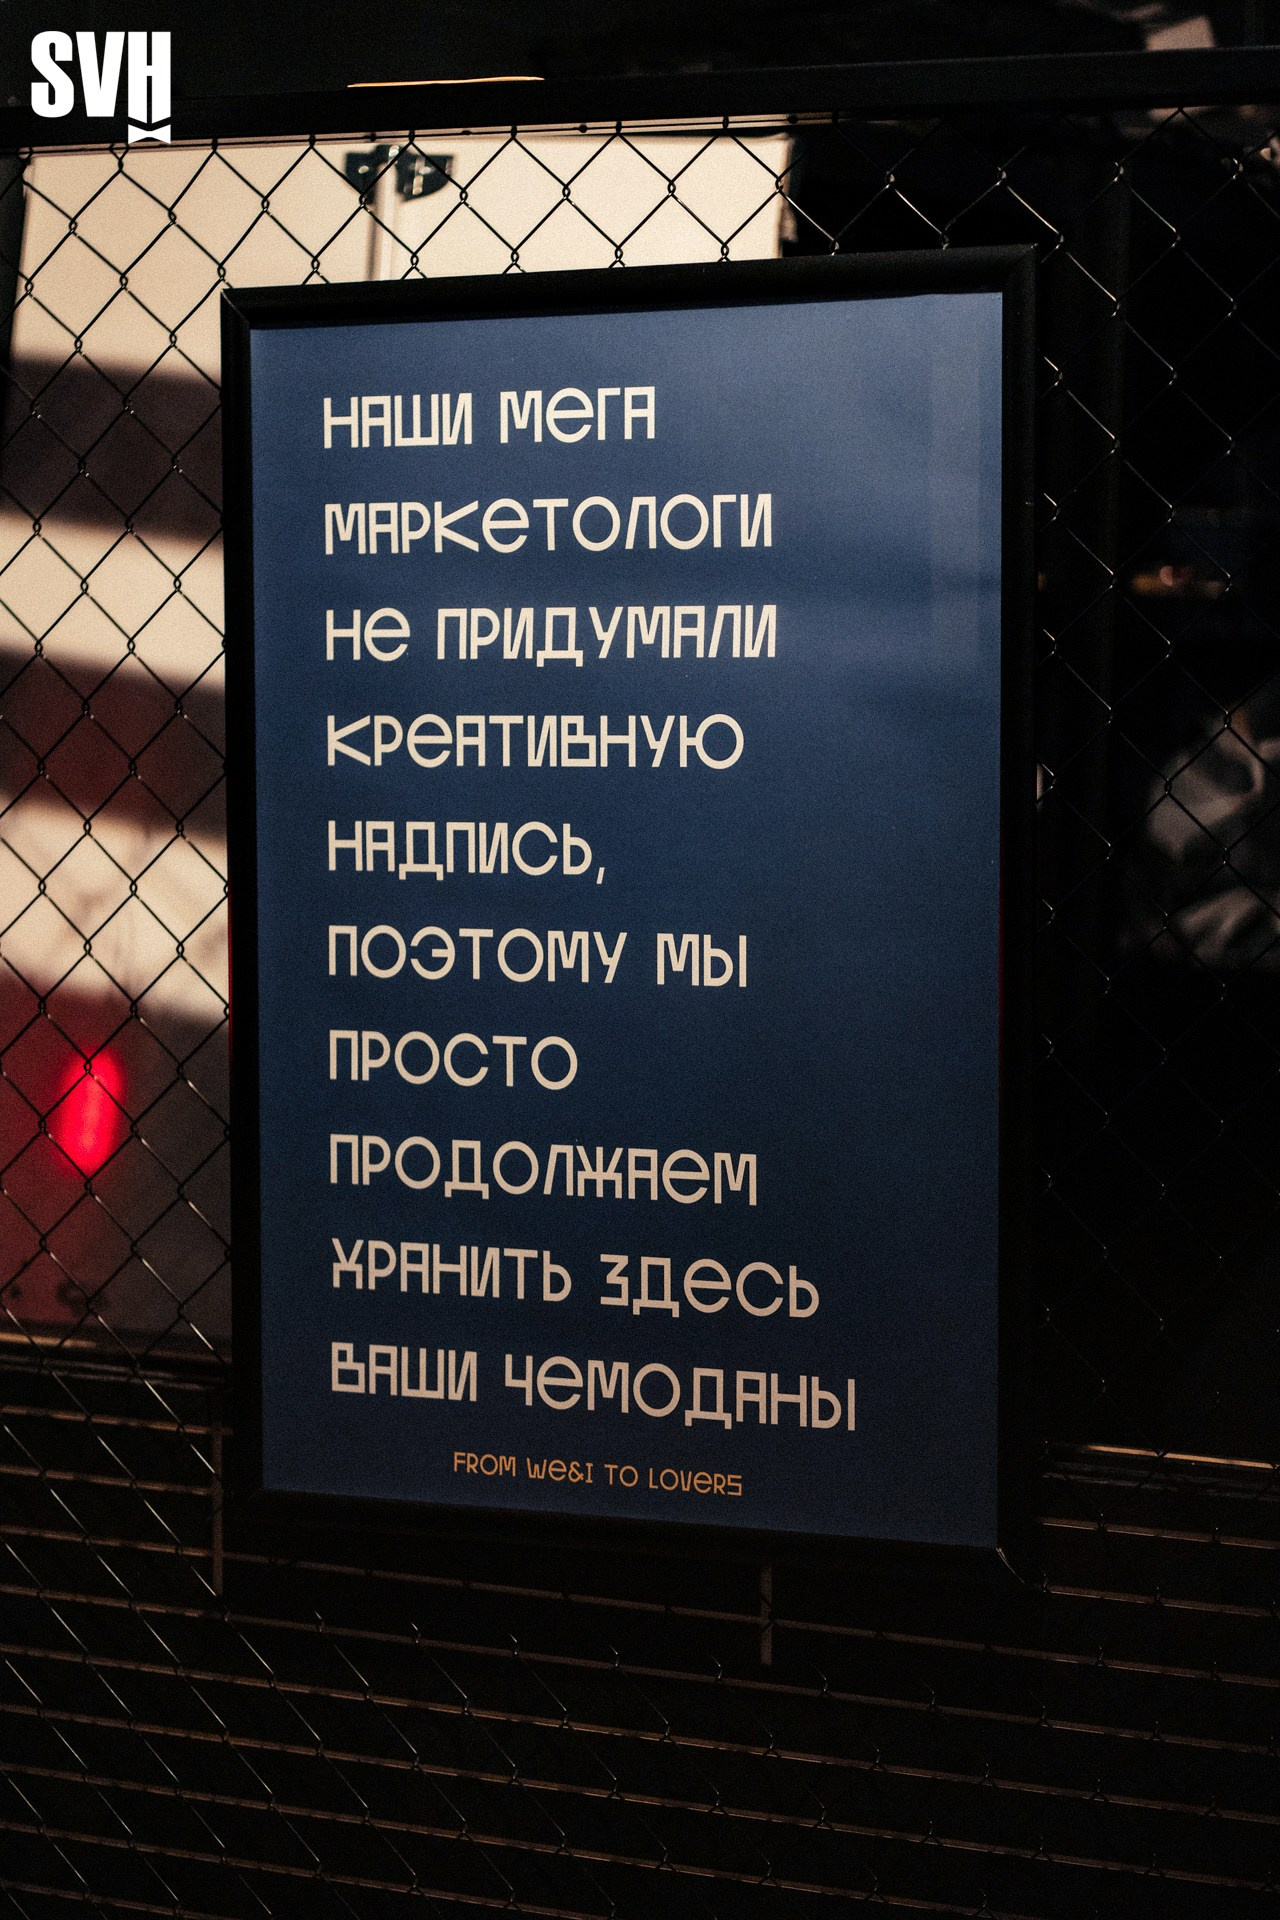 SVH
НАШИ МЕГА
МАРКЕТОЛОГИ
НЕ ПРИДУМАЛИ
КРЕАТИВНУЮ
НАДПИСЬ,
ПОЭТОМУ МЫ
ПРОСТО
ПРОДОЛЖАЕМ
ХРАНИТЬ ЗДЕСЬ
ВАШИ ЧЕМОДАНЫ
FROM WE&I TO LOVERS